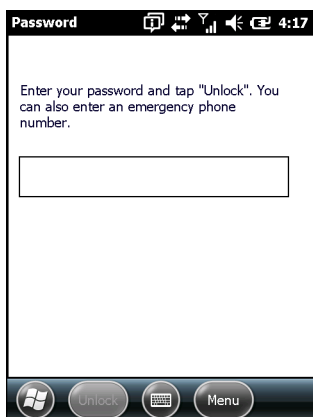 Password 4:17
Enter your password and tap "Unlock". You
can also enter an emergency phone
number.
Unlock Menu